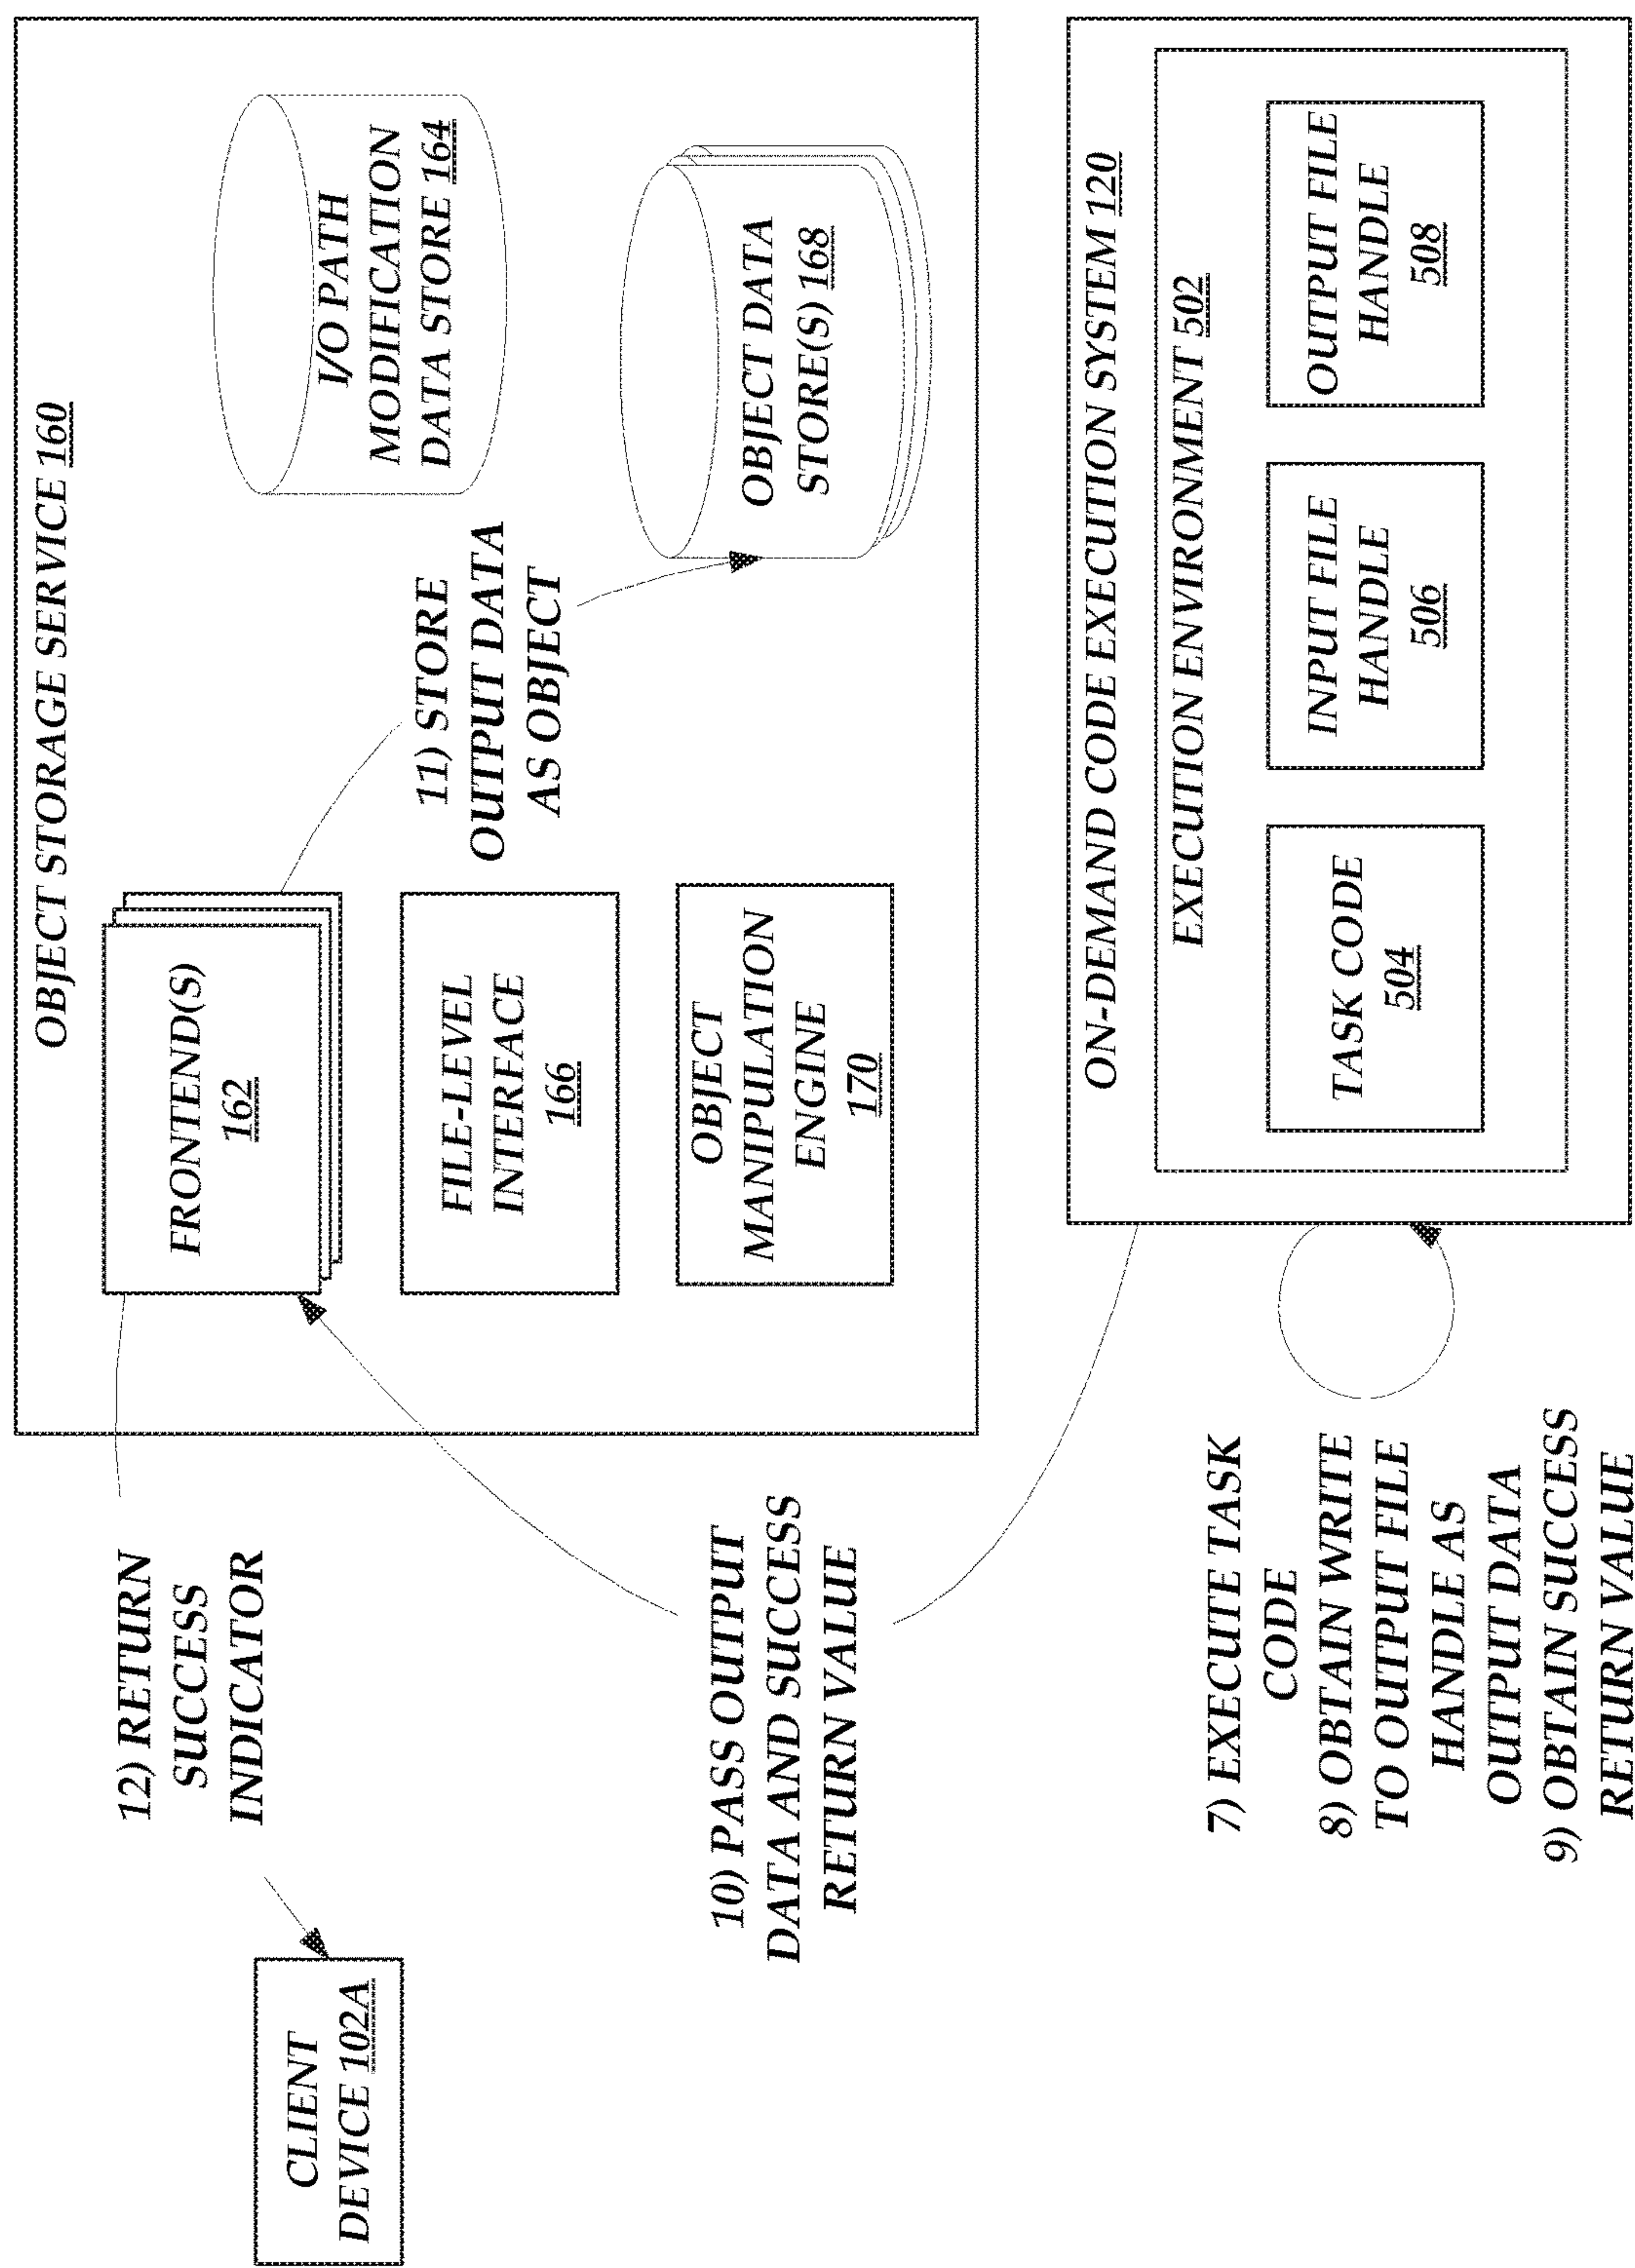 OBJECT STORAGE SERVICE 160
FRONTEND(S)
162
FILE-LEVEL
INTERFACE
166
OBJECT
MANIPULATION
ENGINE
170
I/O PATH
MODIFICATION
DATA STORE 164
11) STORE
OUTPUT DATA
AS OBJECT
OBJECT DATA
STORE(S) 168
12) RETURN
SUCCESS
INDICATOR
CLIENT
DEVICE 102A
10) PASS OUTPUT
DATA AND SUCCESS
RETURN VALUE
ON-DEMAND CODE EXECUTION SYSTEM 120
EXECUTION ENVIRONMENT 502
TASK CODE
504
INPUT FILE
HANDLE
506
OUTPUT FILE
HANDLE
508
7) EXECUTE TASK
CODE
8) OBTAIN WRITE
TO OUTPUT FILE
HANDLE AS
OUTPUT DATA
9) OBTAIN SUCCESS
RETURN VALUE